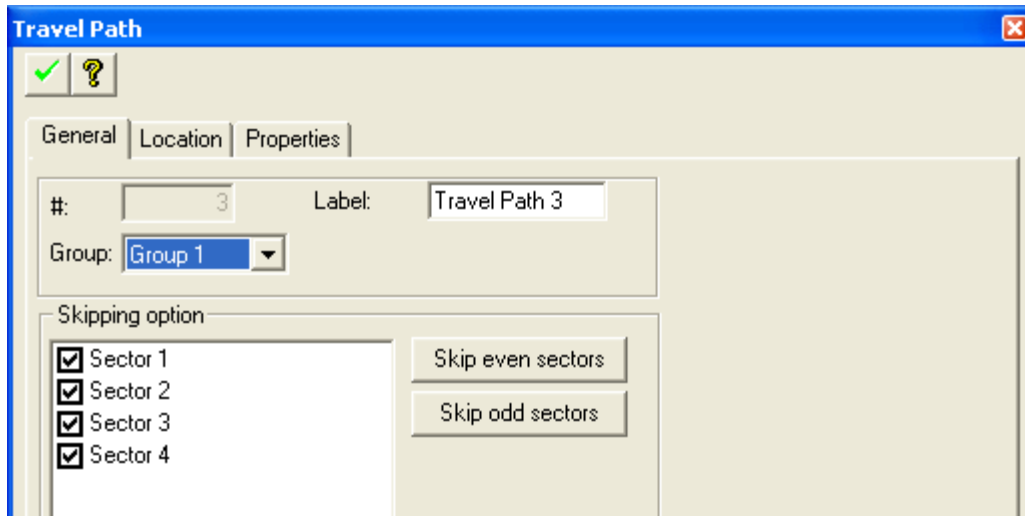 Travel Path
General Location Properties
#: 3 Label: Travel Path 3
Group: Group 1
Skipping option
Sector 1 Skip even sectors
Sector 2
Sector 3 Skip odd sectors
Sector 4